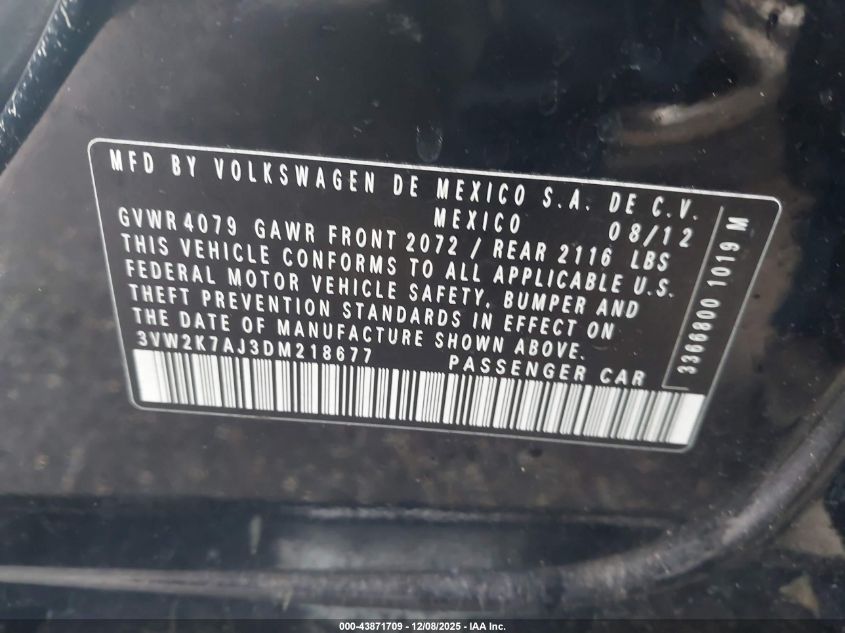 MFD BY VOLKSWAGEN DE MEXICO S.A. DE C.V.
MEXICO 08/12
GVWR 4079 GAWR FRONT 2072 / REAR 2116 LBS
THIS VEHICLE CONFORMS TO ALL APPLICABLE U.S.
FEDERAL MOTOR VEHICLE SAFETY, BUMPER AND
THEFT PREVENTION STANDARDS IN EFFECT ON
THE DATE OF MANUFACTURE SHOWN ABOVE.
3VW2K7AJ3DM218677 PASSENGER CAR
3366800 1019 M
000-43871709 - 12/08/2025 - IAA Inc.